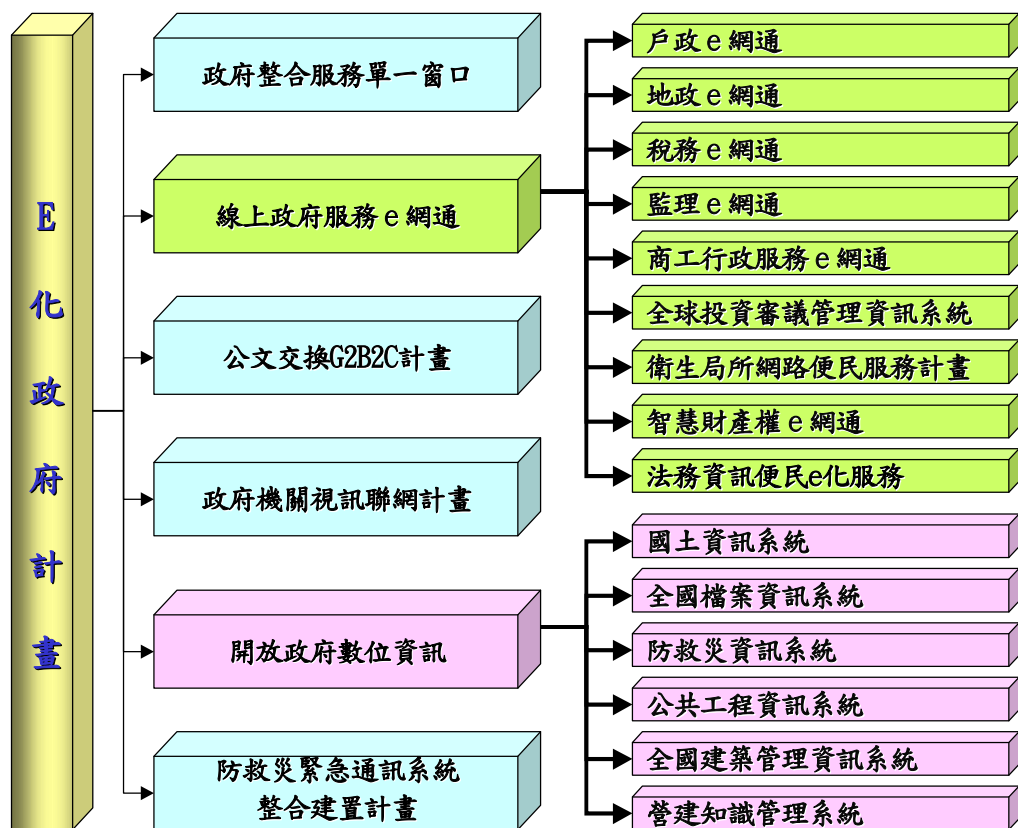 E化政府計畫
政府整合服務單一窗口
線上政府服務e網通
公文交換G2B2C計畫
政府機關視訊聯網計畫
開放政府數位資訊
防救災緊急通訊系統
整合建置計畫
戶政e網通
地政e網通
稅務e網通
監理e網通
商工行政服務e網通
全球投資審議管理資訊系統
衛生局所網路便民服務計畫
智慧財產權e網通
法務資訊便民e化服務
國土資訊系統
全國檔案資訊系統
防救災資訊系統
公共工程資訊系統
全國建築管理資訊系統
營建知識管理系統